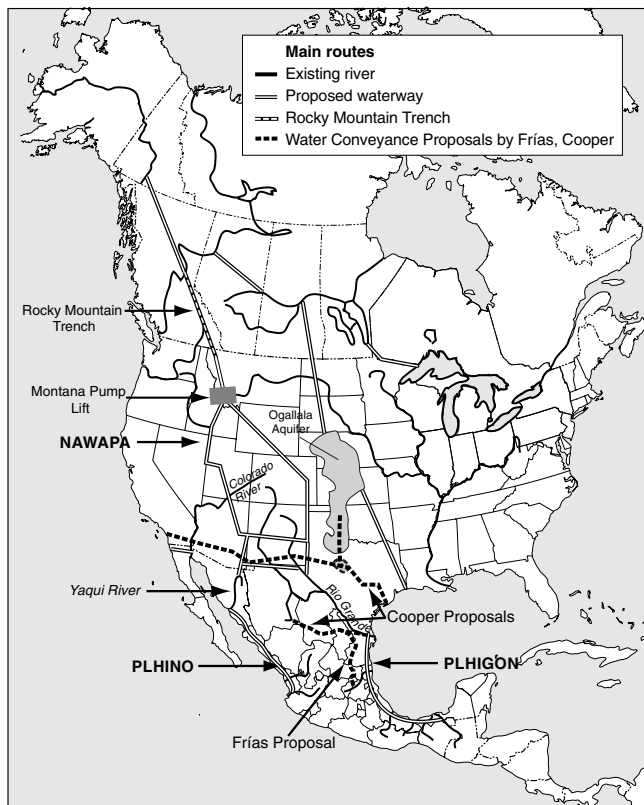 Main routes
Existing river
Proposed waterway
Rocky Mountain Trench
Water Conveyance Proposals by Frías, Cooper
Rocky Mountain
Trench
Montana Pump
Lift
NAWAPA
Ogallala
Aquifer
Colorado
River
Yaqui River
Rio Grande
Cooper Proposals
PLHINO
PLHIGON
Frías Proposal